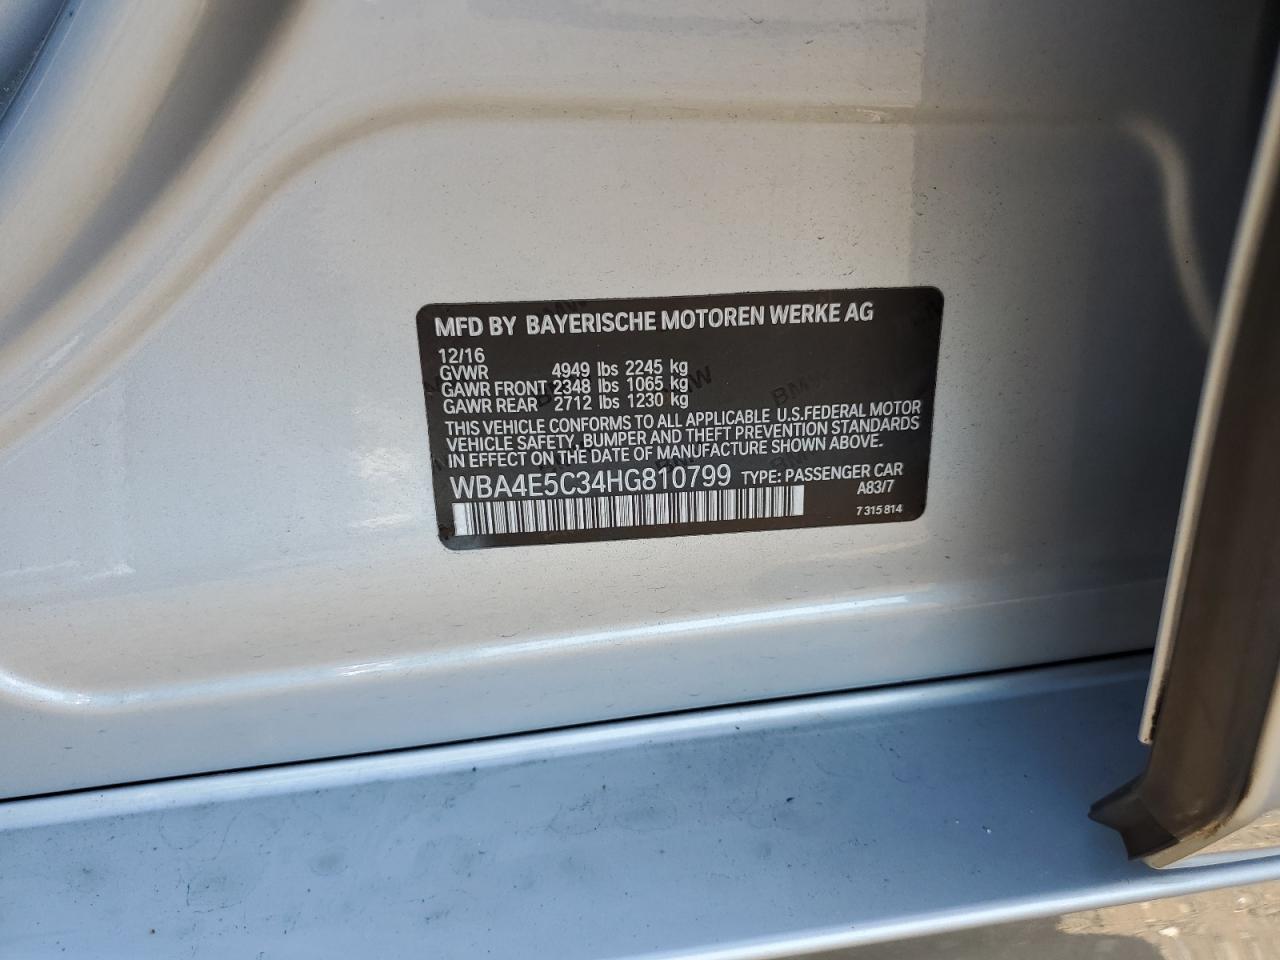 MFD BY BAYERISCHE MOTOREN WERKE AG
12/16
GVWR 4949 lbs 2245 kg
GAWR FRONT 2348 lbs 1065 kg
GAWR REAR 2712 lbs 1230 kg
THIS VEHICLE CONFORMS TO ALL APPLICABLE U.S.FEDERAL MOTOR
VEHICLE SAFETY, BUMPER AND THEFT PREVENTION STANDARDS
IN EFFECT ON THE DATE OF MANUFACTURE SHOWN ABOVE.
WBA4E5C34HG810799 TYPE: PASSENGER CAR
A83/7
7 315 814